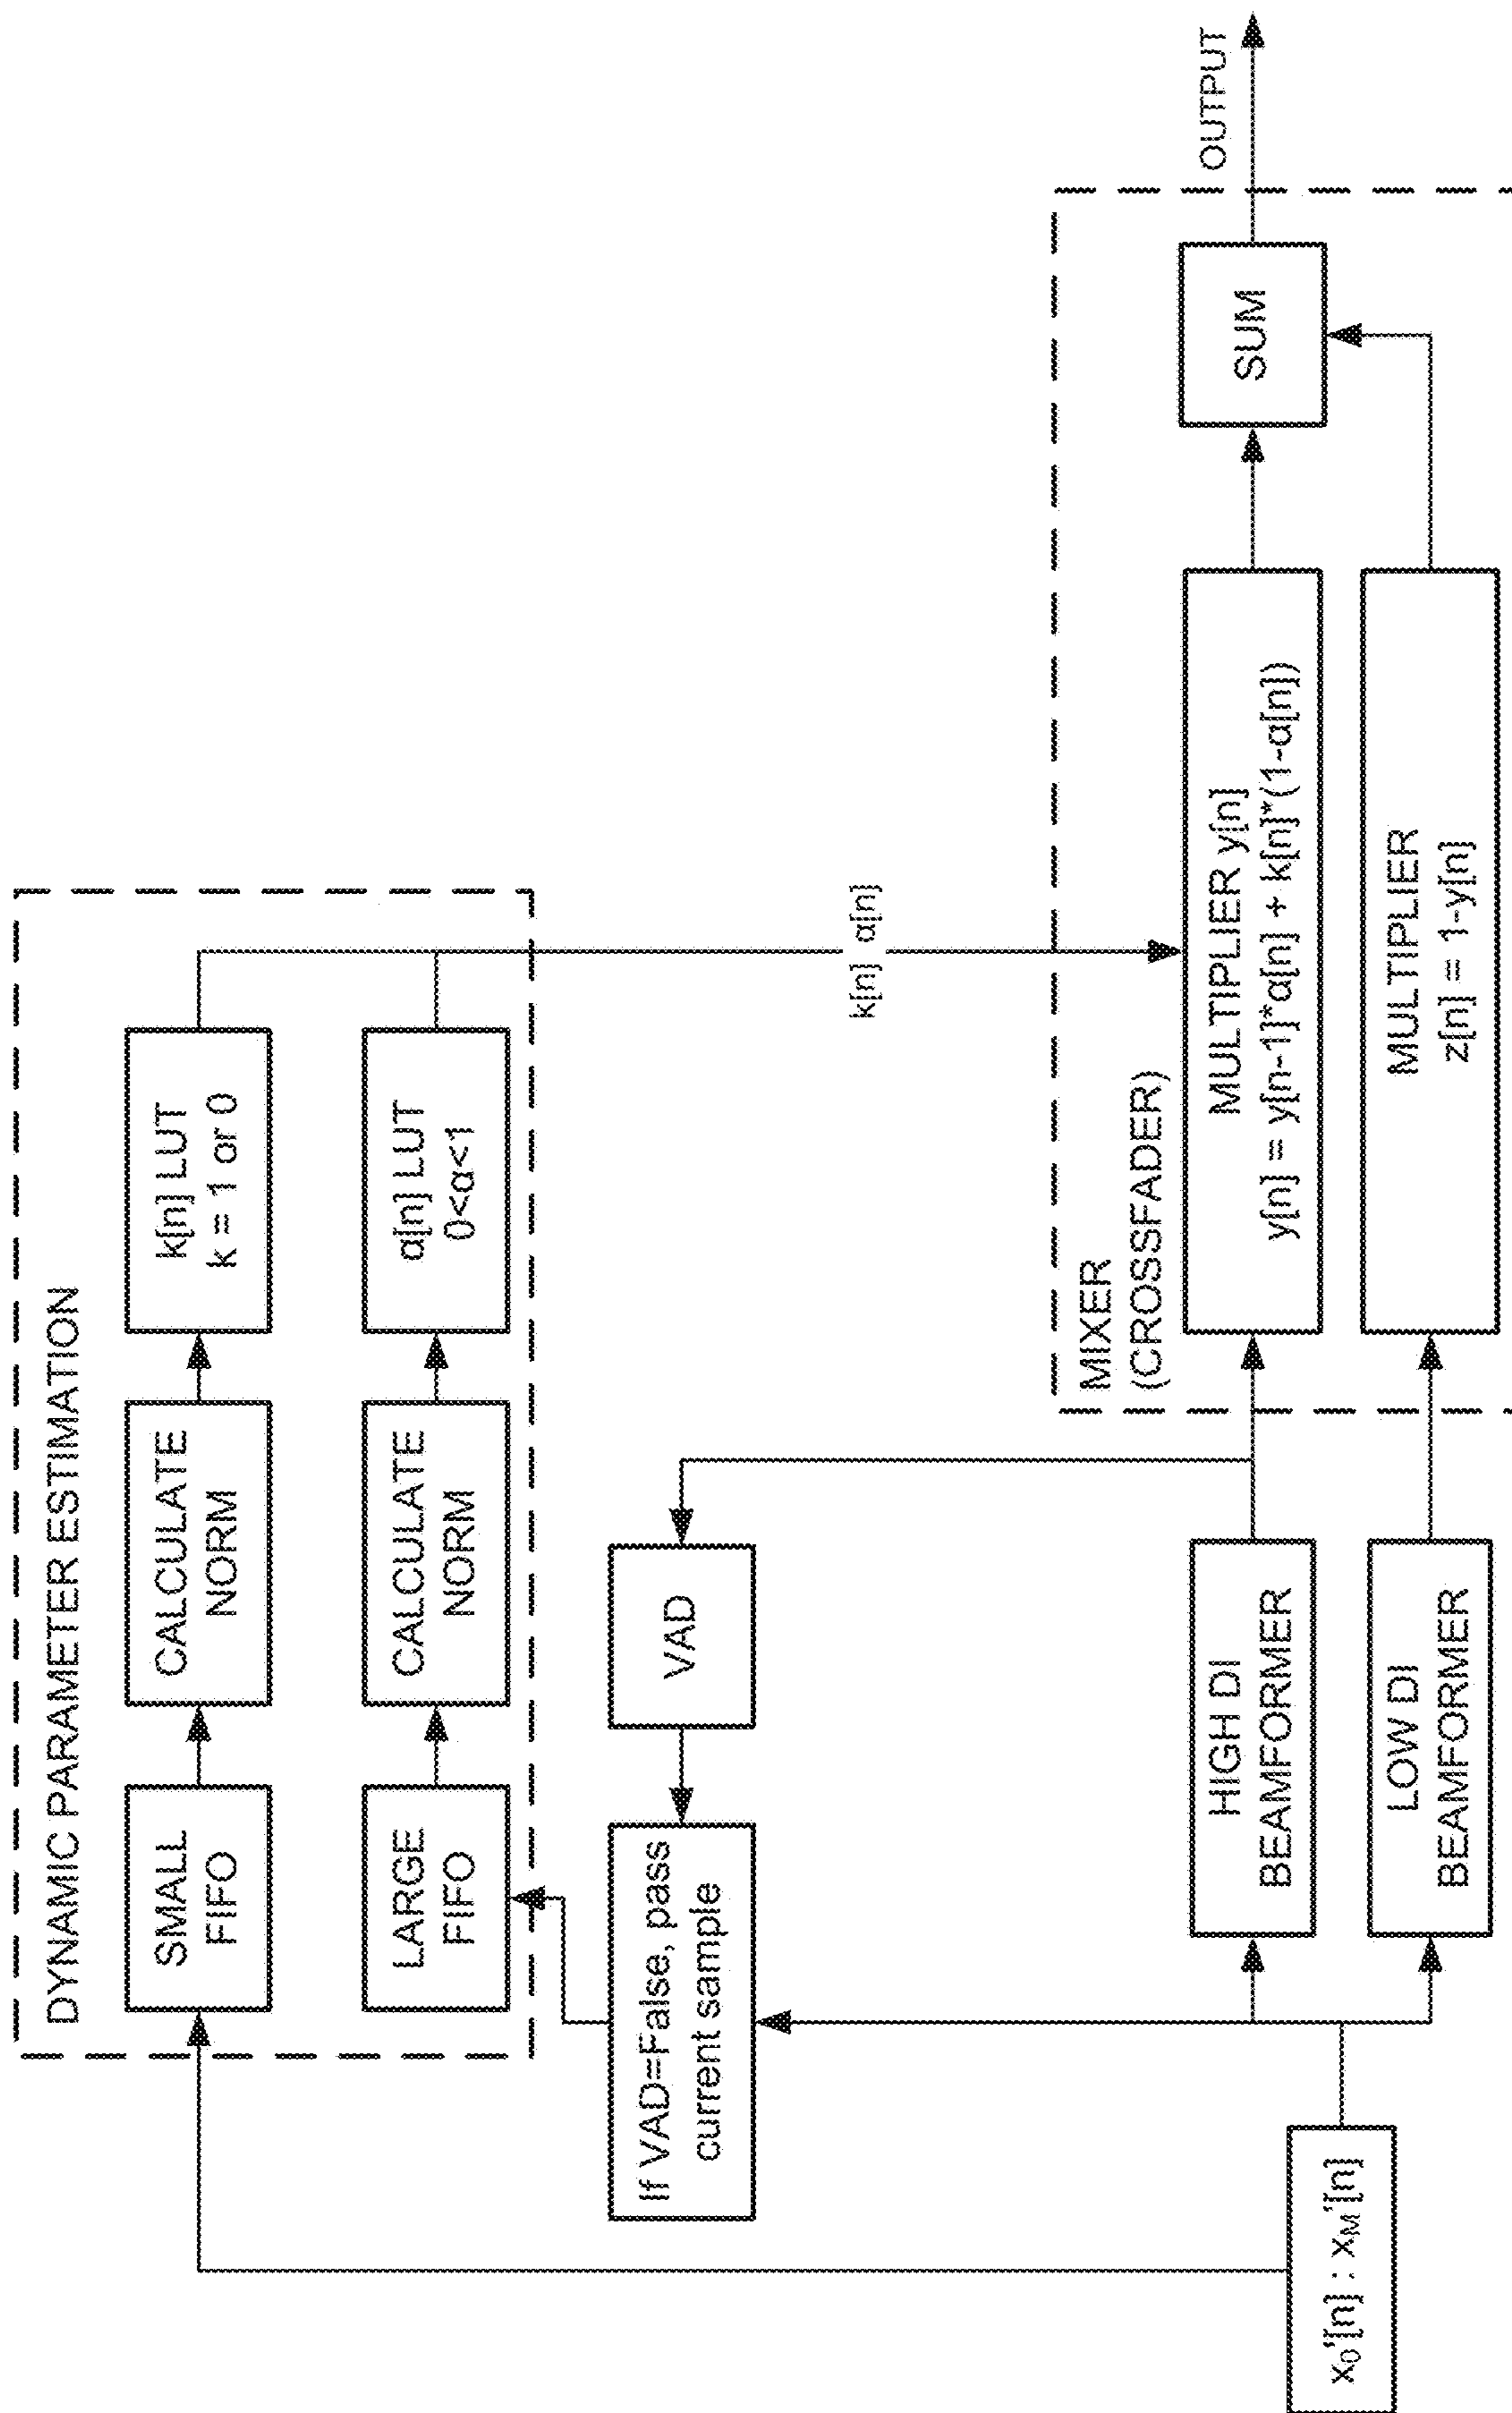 DYNAMIC PARAMETER ESTIMATION
SMALL
FIFO
CALCULATE
NORM
k[n] LUT
k = 1 or 0
LARGE
FIFO
CALCULATE
NORM
α[n] LUT
0<α<1
If VAD=False, pass
current sample
VAD
k[n] α[n]
x₀'[n] : x_M'[n]
HIGH DI
BEAMFORMER
LOW DI
BEAMFORMER
MIXER
(CROSSFADER)
MULTIPLIER y[n]
y[n] = y[n-1]*α[n] + k[n]*(1-α[n])
MULTIPLIER
z[n] = 1-y[n]
SUM
OUTPUT